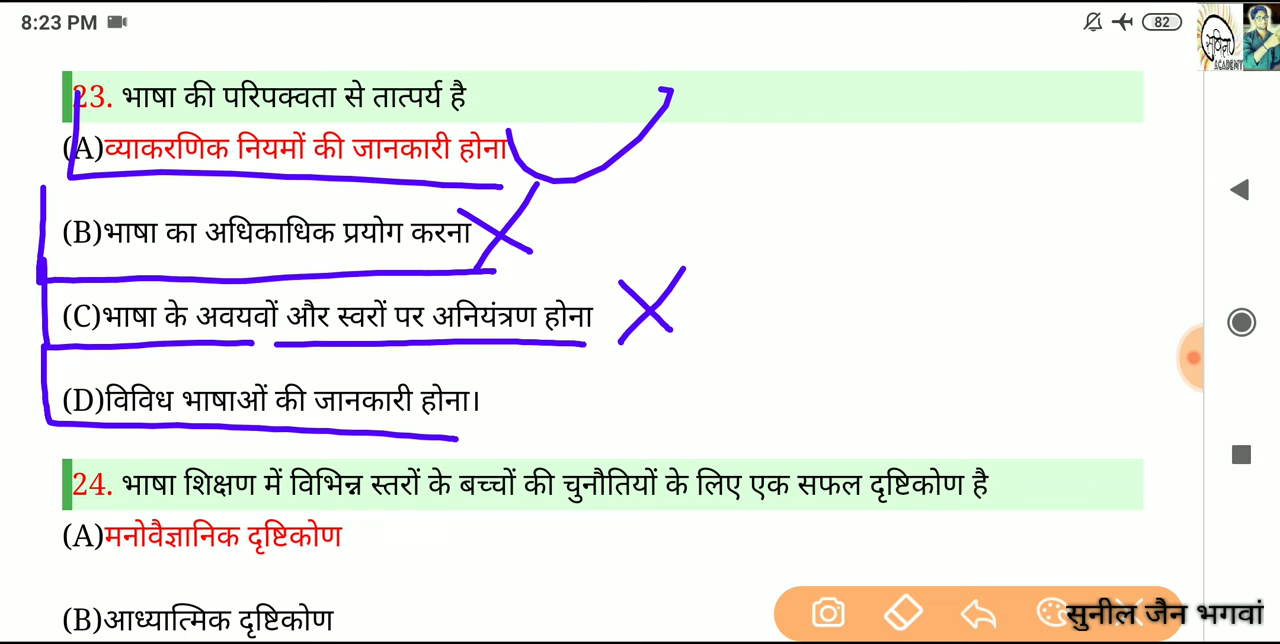 8:23 PM
82
ACADEMY
23. भाषा की परिपक्वता से तात्पर्य है
(A)व्याकरणिक नियमों की जानकारी होना
(B)भाषा का अधिकाधिक प्रयोग करना
(C)भाषा के अवयवों और स्वरों पर अनियंत्रण होना
(D)विविध भाषाओं की जानकारी होना।
24. भाषा शिक्षण में विभिन्न स्तरों के बच्चों की चुनौतियों के लिए एक सफल दृष्टिकोण है
(A)मनोवैज्ञानिक दृष्टिकोण
(B)आध्यात्मिक दृष्टिकोण
सुनील जैन भगवां